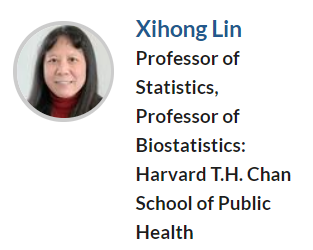 Xihong Lin
Professor of
Statistics,
Professor of
Biostatistics:
Harvard T.H. Chan
School of Public
Health